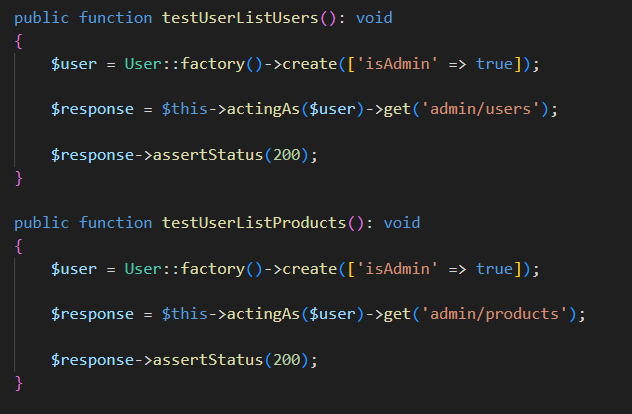 public function testUserListUsers(): void
{
$user = User::factory()->create(['isAdmin' => true]);
$response = $this->actingAs($user)->get('admin/users');
$response->assertStatus(200);
}
public function testUserListProducts(): void
{
$user = User::factory()->create(['isAdmin' => true]);
$response = $this->actingAs($user)->get('admin/products');
$response->assertStatus(200);
}